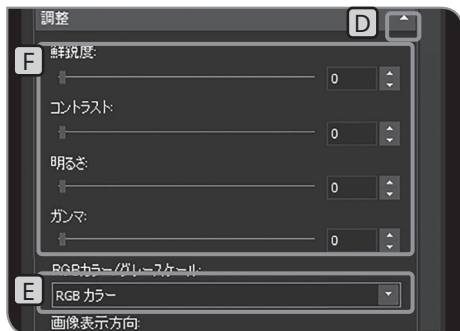 調整
D
F
鮮鋭度:
0
コントラスト:
0
明るさ:
0
ガンマ:
0
RGBカラー/グレースケール:
E
RGB カラー
画像表示方向: